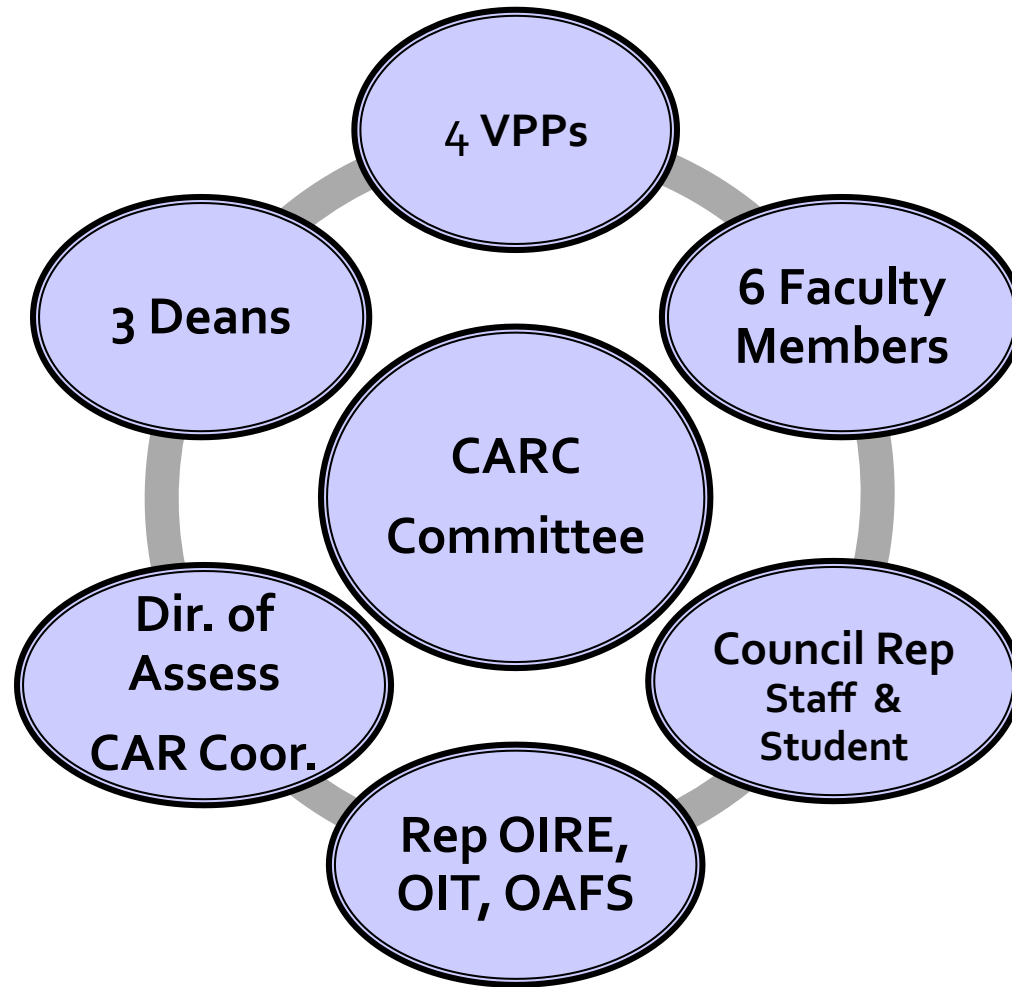 4 VPPs
3 Deans
6 Faculty
Members
CARC
Committee
Dir. of
Assess
CAR Coor.
Council Rep
Staff &
Student
Rep OIRE,
OIT, OAFS